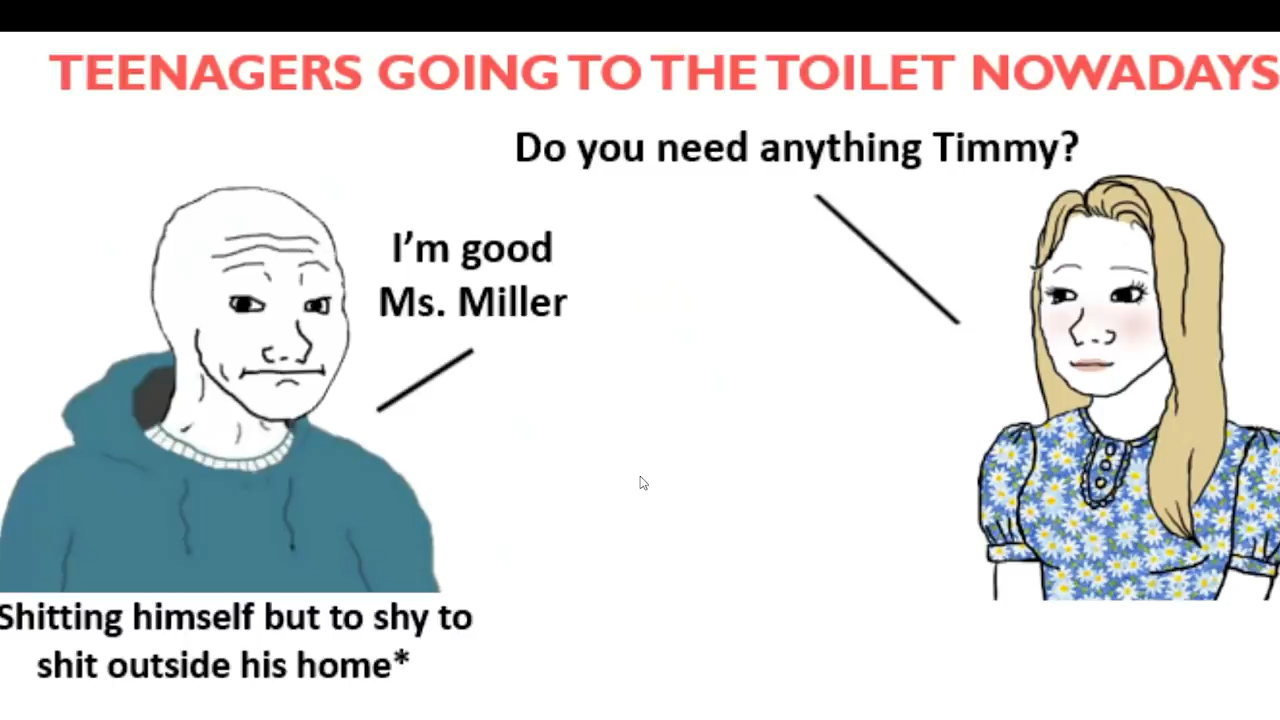 TEENAGERS GOING TO THE TOILET NOWADAYS
Do you need anything Timmy?
I'm good
Ms. Miller
Shitting himself but to shy to
shit outside his home*